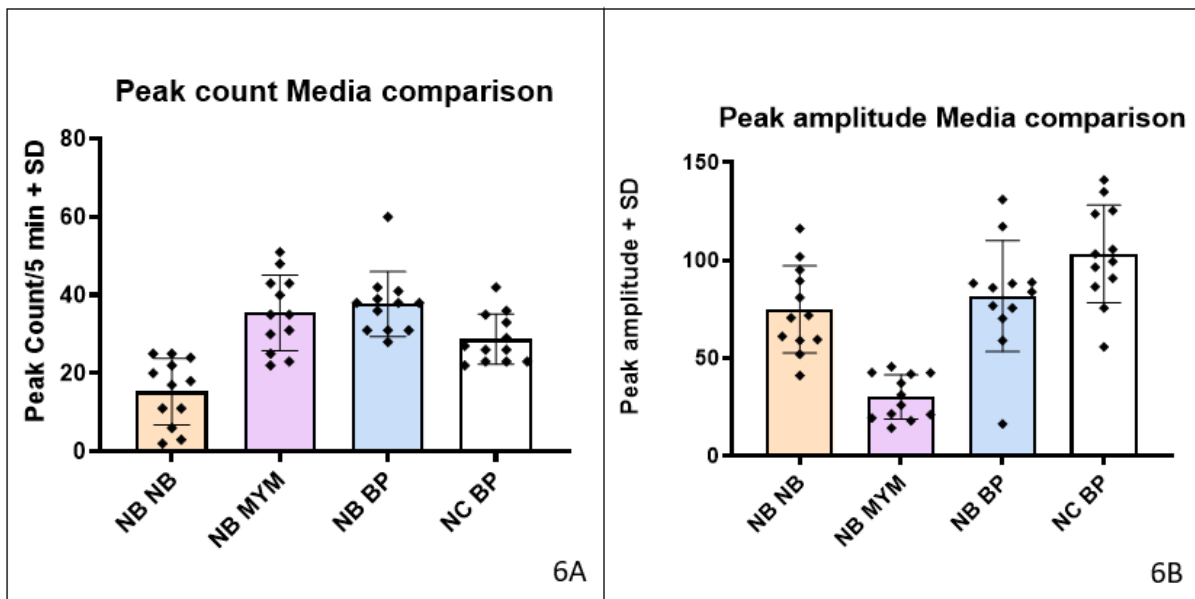 Peak count Media comparison
Peak Count/5 min + SD
80
60
40
20
0
NB NB
NB MYM
NB BP
NC BP
6A
Peak amplitude Media comparison
Peak amplitude + SD
150
100
50
0
NB NB
NB MYM
NB BP
NC BP
6B